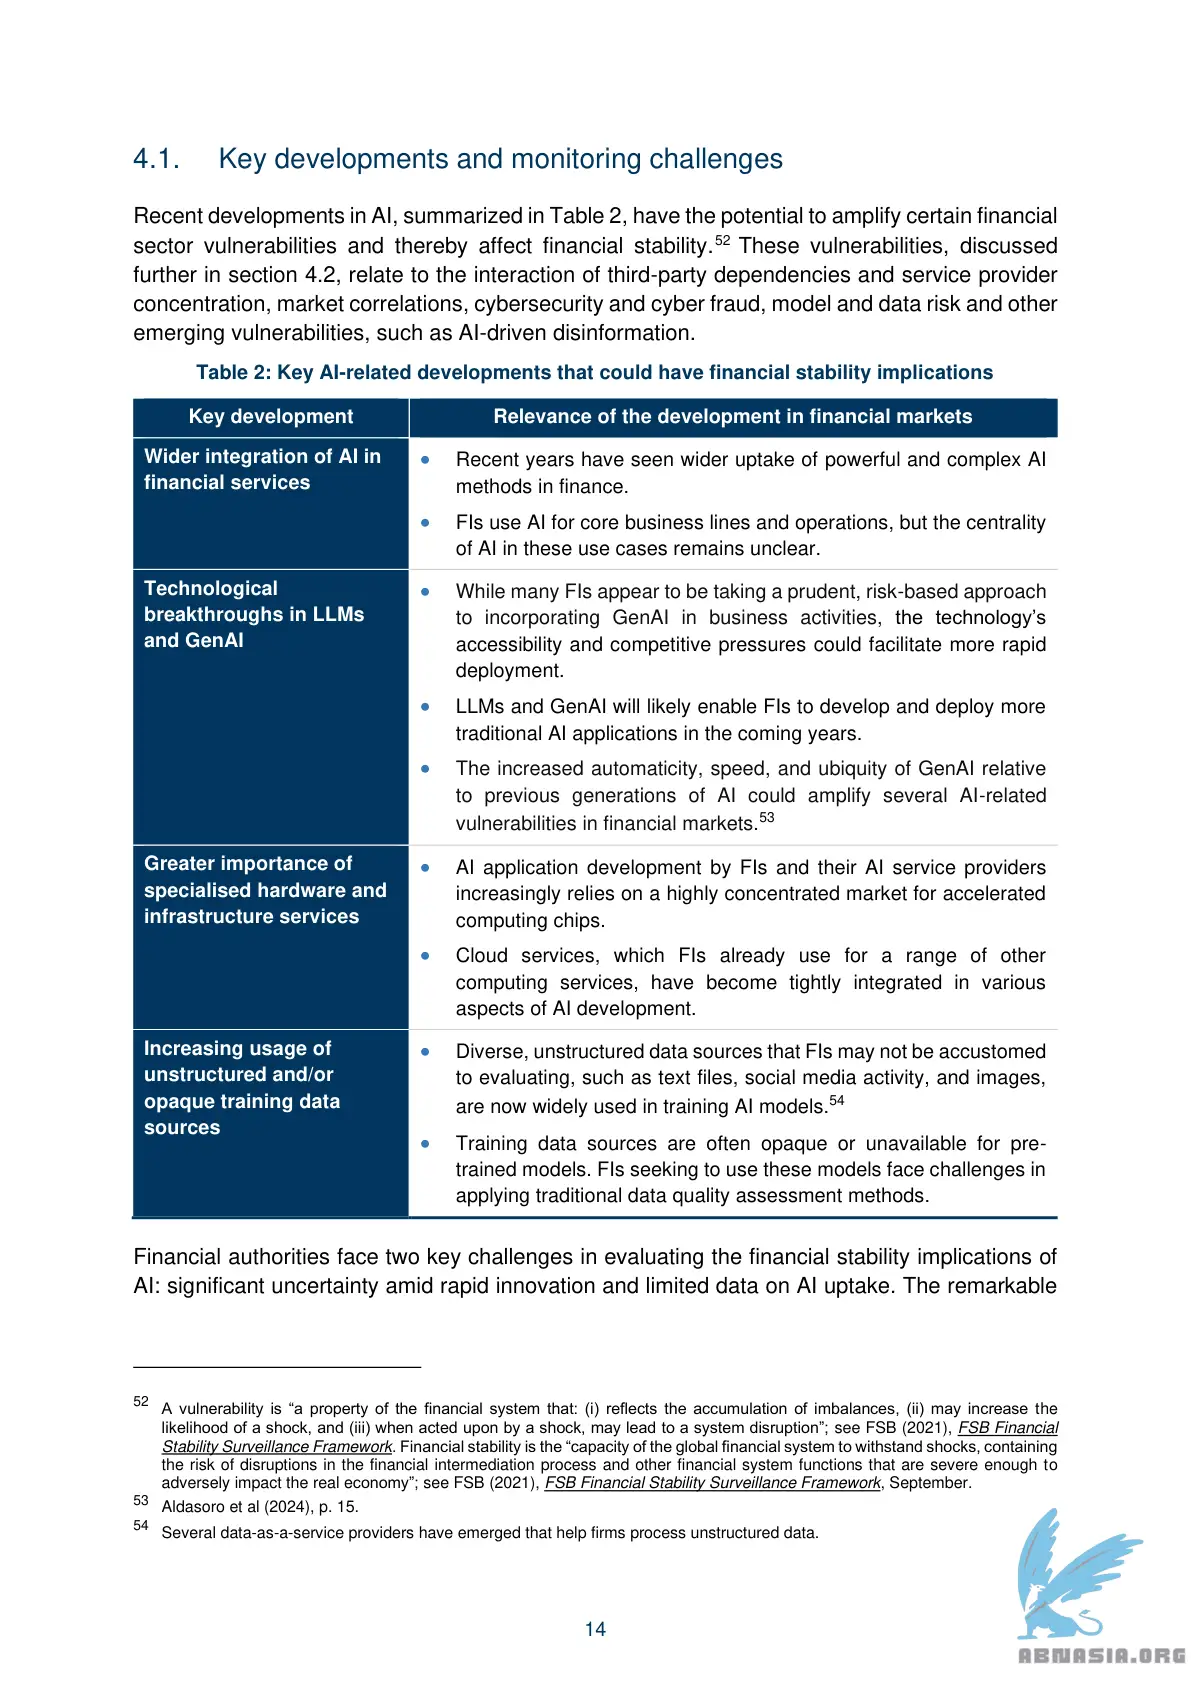 4.1. Key developments and monitoring challenges
Recent developments in AI, summarized in Table 2, have the potential to amplify certain financial
sector vulnerabilities and thereby affect financial stability.52 These vulnerabilities, discussed
further in section 4.2, relate to the interaction of third-party dependencies and service provider
concentration, market correlations, cybersecurity and cyber fraud, model and data risk and other
emerging vulnerabilities, such as AI-driven disinformation.
Table 2: Key AI-related developments that could have financial stability implications
Key development
Relevance of the development in financial markets
Wider integration of AI in
financial services
• Recent years have seen wider uptake of powerful and complex AI
methods in finance.
• FIs use AI for core business lines and operations, but the centrality
of AI in these use cases remains unclear.
Technological
breakthroughs in LLMs
and GenAI
• While many FIs appear to be taking a prudent, risk-based approach
to incorporating GenAI in business activities, the technology’s
accessibility and competitive pressures could facilitate more rapid
deployment.
• LLMs and GenAI will likely enable FIs to develop and deploy more
traditional AI applications in the coming years.
• The increased automaticity, speed, and ubiquity of GenAI relative
to previous generations of AI could amplify several AI-related
vulnerabilities in financial markets.53
Greater importance of
specialised hardware and
infrastructure services
• AI application development by FIs and their AI service providers
increasingly relies on a highly concentrated market for accelerated
computing chips.
• Cloud services, which FIs already use for a range of other
computing services, have become tightly integrated in various
aspects of AI development.
Increasing usage of
unstructured and/or
opaque training data
sources
• Diverse, unstructured data sources that FIs may not be accustomed
to evaluating, such as text files, social media activity, and images,
are now widely used in training AI models.54
• Training data sources are often opaque or unavailable for pre-
trained models. FIs seeking to use these models face challenges in
applying traditional data quality assessment methods.
Financial authorities face two key challenges in evaluating the financial stability implications of
AI: significant uncertainty amid rapid innovation and limited data on AI uptake. The remarkable
52 A vulnerability is “a property of the financial system that: (i) reflects the accumulation of imbalances, (ii) may increase the
likelihood of a shock, and (iii) when acted upon by a shock, may lead to a system disruption”; see FSB (2021), FSB Financial
Stability Surveillance Framework. Financial stability is the “capacity of the global financial system to withstand shocks, containing
the risk of disruptions in the financial intermediation process and other financial system functions that are severe enough to
adversely impact the real economy”; see FSB (2021), FSB Financial Stability Surveillance Framework, September.
53 Aldasoro et al (2024), p. 15.
54 Several data-as-a-service providers have emerged that help firms process unstructured data.
14
ABNASIA.ORG